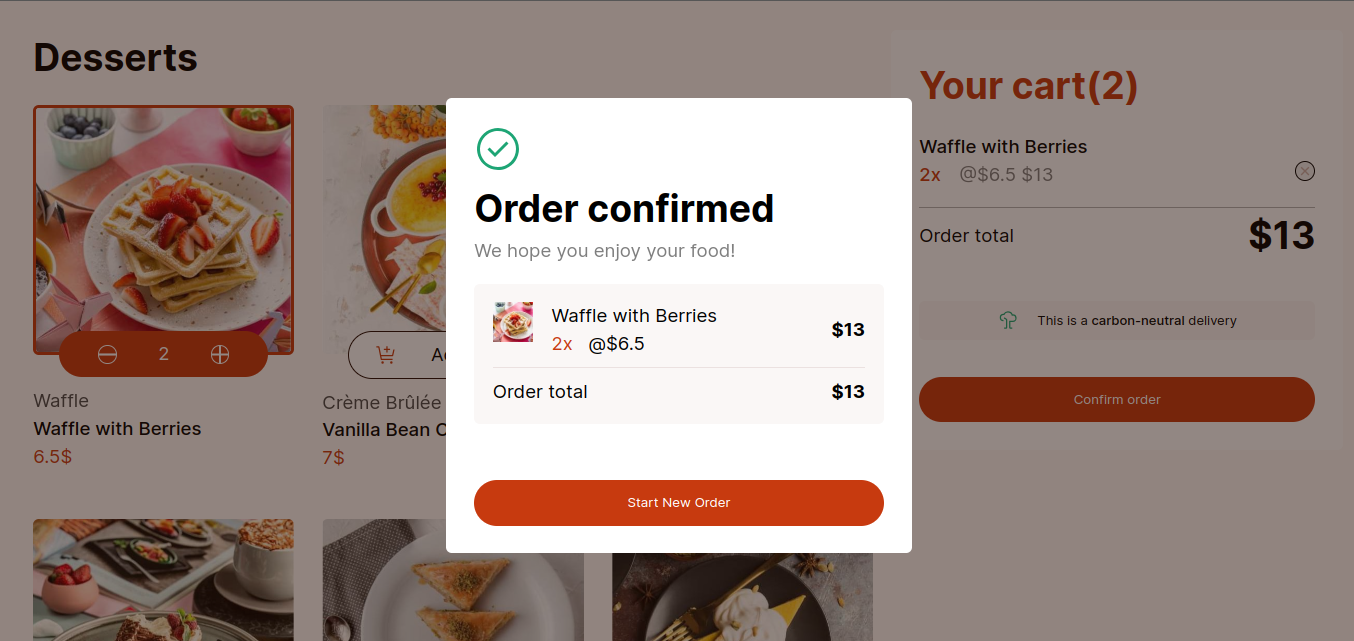 Desserts
2
Waffle
Waffle with Berries
6.5$
Crème Brûlée
Vanilla Bean
7$
Order confirmed
We hope you enjoy your food!
Waffle with Berries
2x @$6.5
$13
Order total
$13
Start New Order
Your cart(2)
Waffle with Berries
2x @$6.5 $13
Order total
$13
This is a carbon-neutral delivery
Confirm order